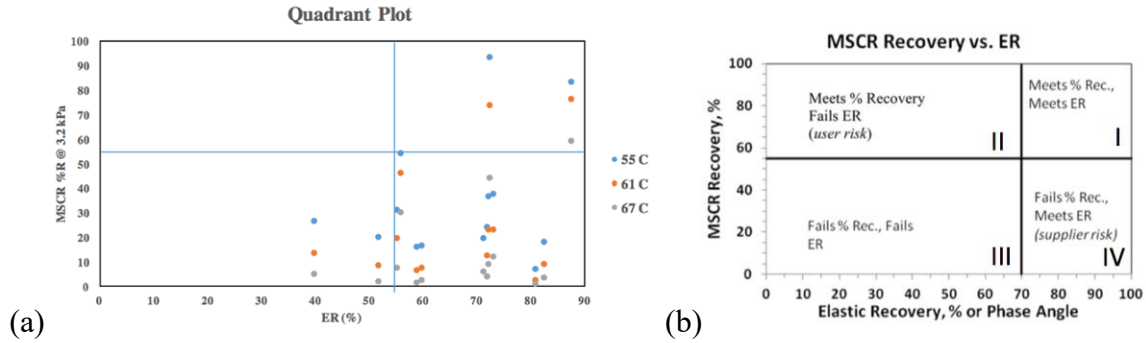 Quadrant Plot
MSCR %R @ 3.2 kPa
100
90
80
70
60
50
40
30
20
10
0
0 10 20 30 40 50 60 70 80 90
ER (%)
55 C
61 C
67 C
(a)
MSCR Recovery vs. ER
MSCR Recovery, %
100
80
60
40
20
0
Meets % Recovery
Fails ER
(user risk)
II
Meets % Rec.,
Meets ER
I
Fails % Rec., Fails
ER
III
Fails % Rec.,
Meets ER
(supplier risk)
IV
0 10 20 30 40 50 60 70 80 90 100
Elastic Recovery, % or Phase Angle
(b)